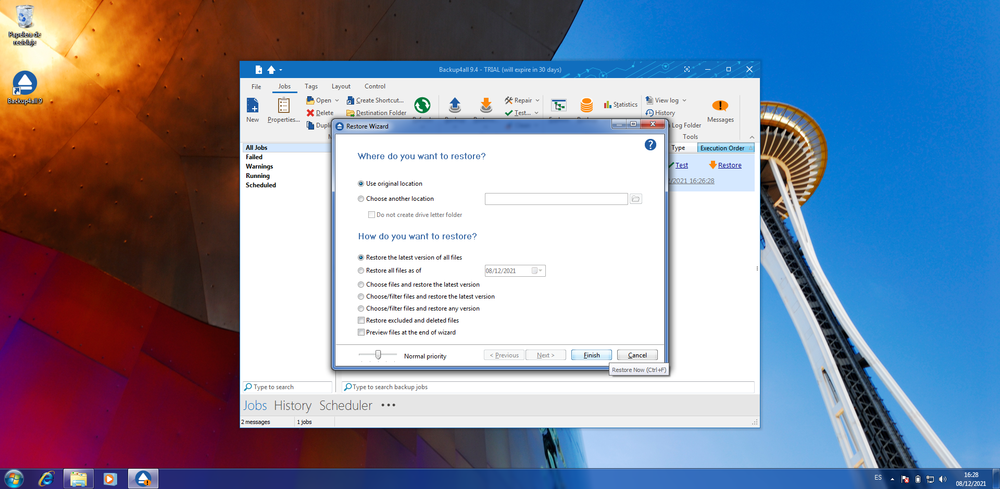 Papelera de
reciclaje
Backup4all 9
Backup4all 9.4 - TRIAL (will expire in 30 days)
File Jobs Tags Layout Control
New
Properties...
Open
Delete
Create Shortcut...
Destination Folder
Repair
Test...
Statistics
View log
History
Log Folder
Messages
Tools
Restore Wizard
All Jobs
Failed
Warnings
Running
Scheduled
Type Execution Order
Test Restore
/2021 16:26:28
Where do you want to restore?
Use original location
Choose another location
Do not create drive letter folder
How do you want to restore?
Restore the latest version of all files
Restore all files as of 08/12/2021
Choose files and restore the latest version
Choose/filter files and restore the latest version
Choose/filter files and restore any version
Restore excluded and deleted files
Preview files at the end of wizard
Normal priority < Previous Next > Finish Cancel
Restore Now (Ctrl+F)
Type to search Type to search backup jobs
Jobs History Scheduler •••
2 messages 1 jobs
ES
16:28
08/12/2021